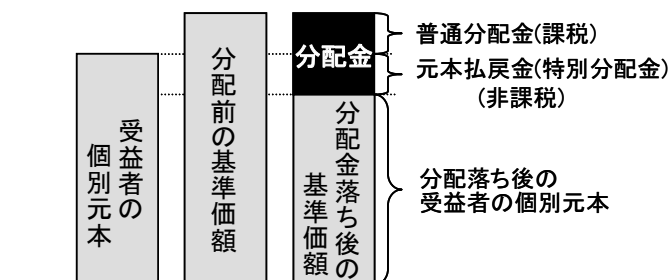 受益者の
個別元本
分配前の基準価額
分配金
分配金落ち後の
基準価額
普通分配金(課税)
元本払戻金(特別分配金)
(非課税)
分配落ち後の
受益者の個別元本